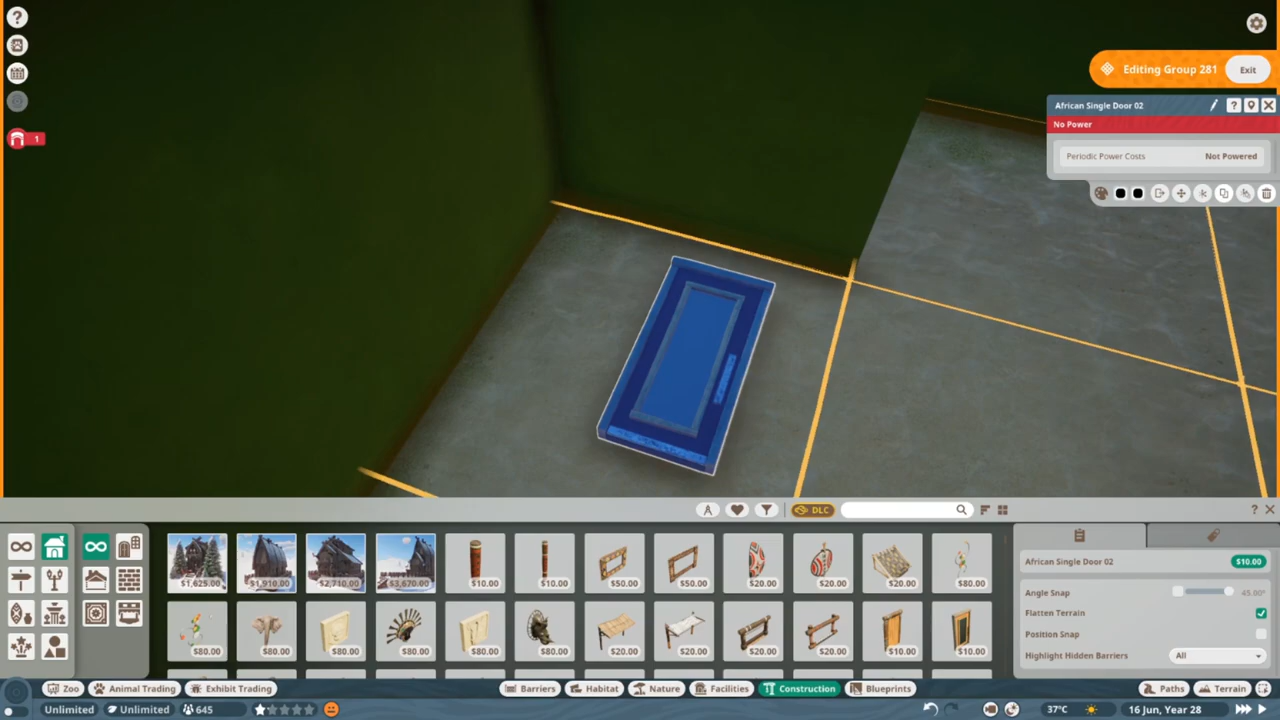 Editing Group 281
Exit
African Single Door 02
No Power
Periodic Power Costs Not Powered
1
DLC
African Single Door 02 $10.00
$1,625.00 $1,910.00 $2,710.00 $3,670.00 $10.00 $10.00 $50.00 $50.00 $20.00 $20.00 $20.00 $80.00
Angle Snap 45.00°
Flatten Terrain
$80.00 $80.00 $80.00 $80.00 $80.00 $80.00 $20.00 $20.00 $20.00 $20.00 $10.00 $10.00
Position Snap
Highlight Hidden Barriers All
Zoo Animal Trading Exhibit Trading Barriers Habitat Nature Facilities Construction Blueprints Paths Terrain
Unlimited Unlimited 645 37°C 16 Jun, Year 28